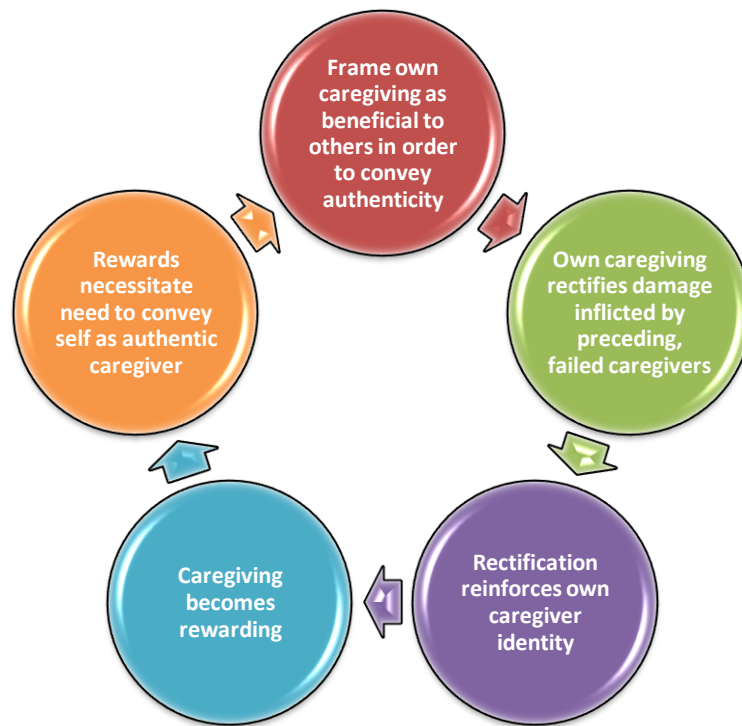 Frame own
caregiving as
beneficial to
others in order
to convey
authenticity
Own caregiving
rectifies damage
inflicted by
preceding,
failed caregivers
Rectification
reinforces own
caregiver
identity
Caregiving
becomes
rewarding
Rewards
necessitate
need to convey
self as authentic
caregiver